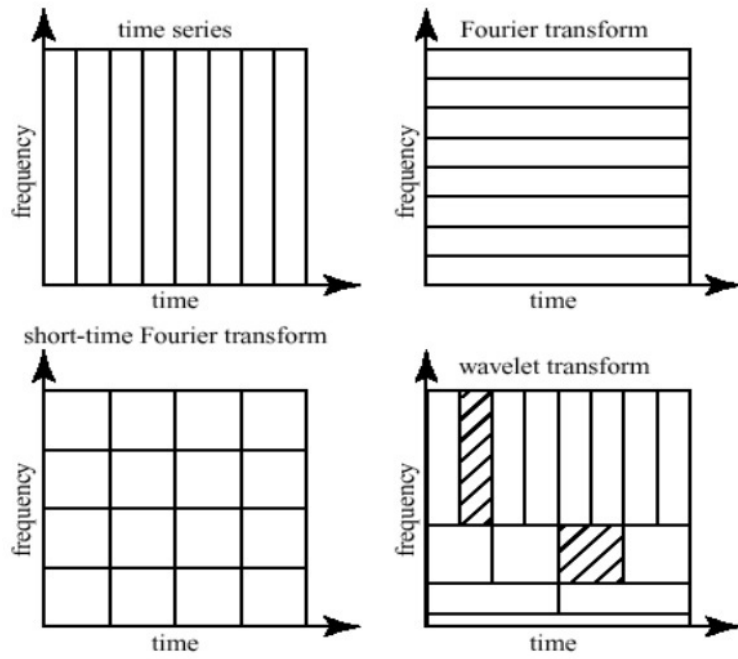 time series
frequency
time
Fourier transform
frequency
time
short-time Fourier transform
frequency
time
wavelet transform
frequency
time